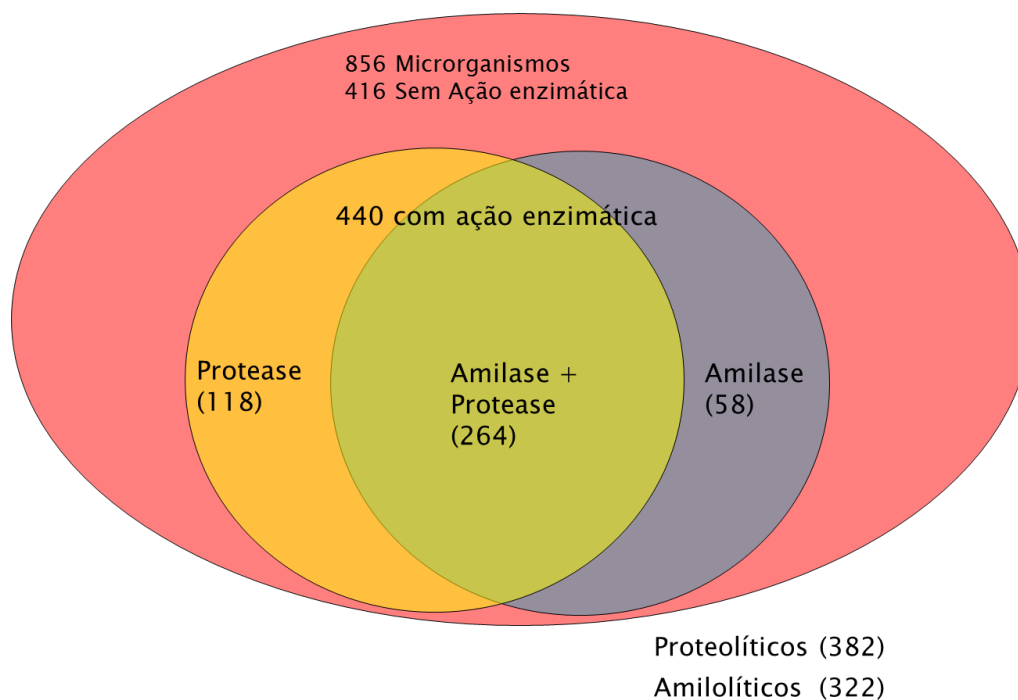 856 Microrganismos
416 Sem Ação enzimática
440 com ação enzimática
Protease
(118)
Amilase +
Protease
(264)
Amilase
(58)
Proteolíticos (382)
Amilolíticos (322)